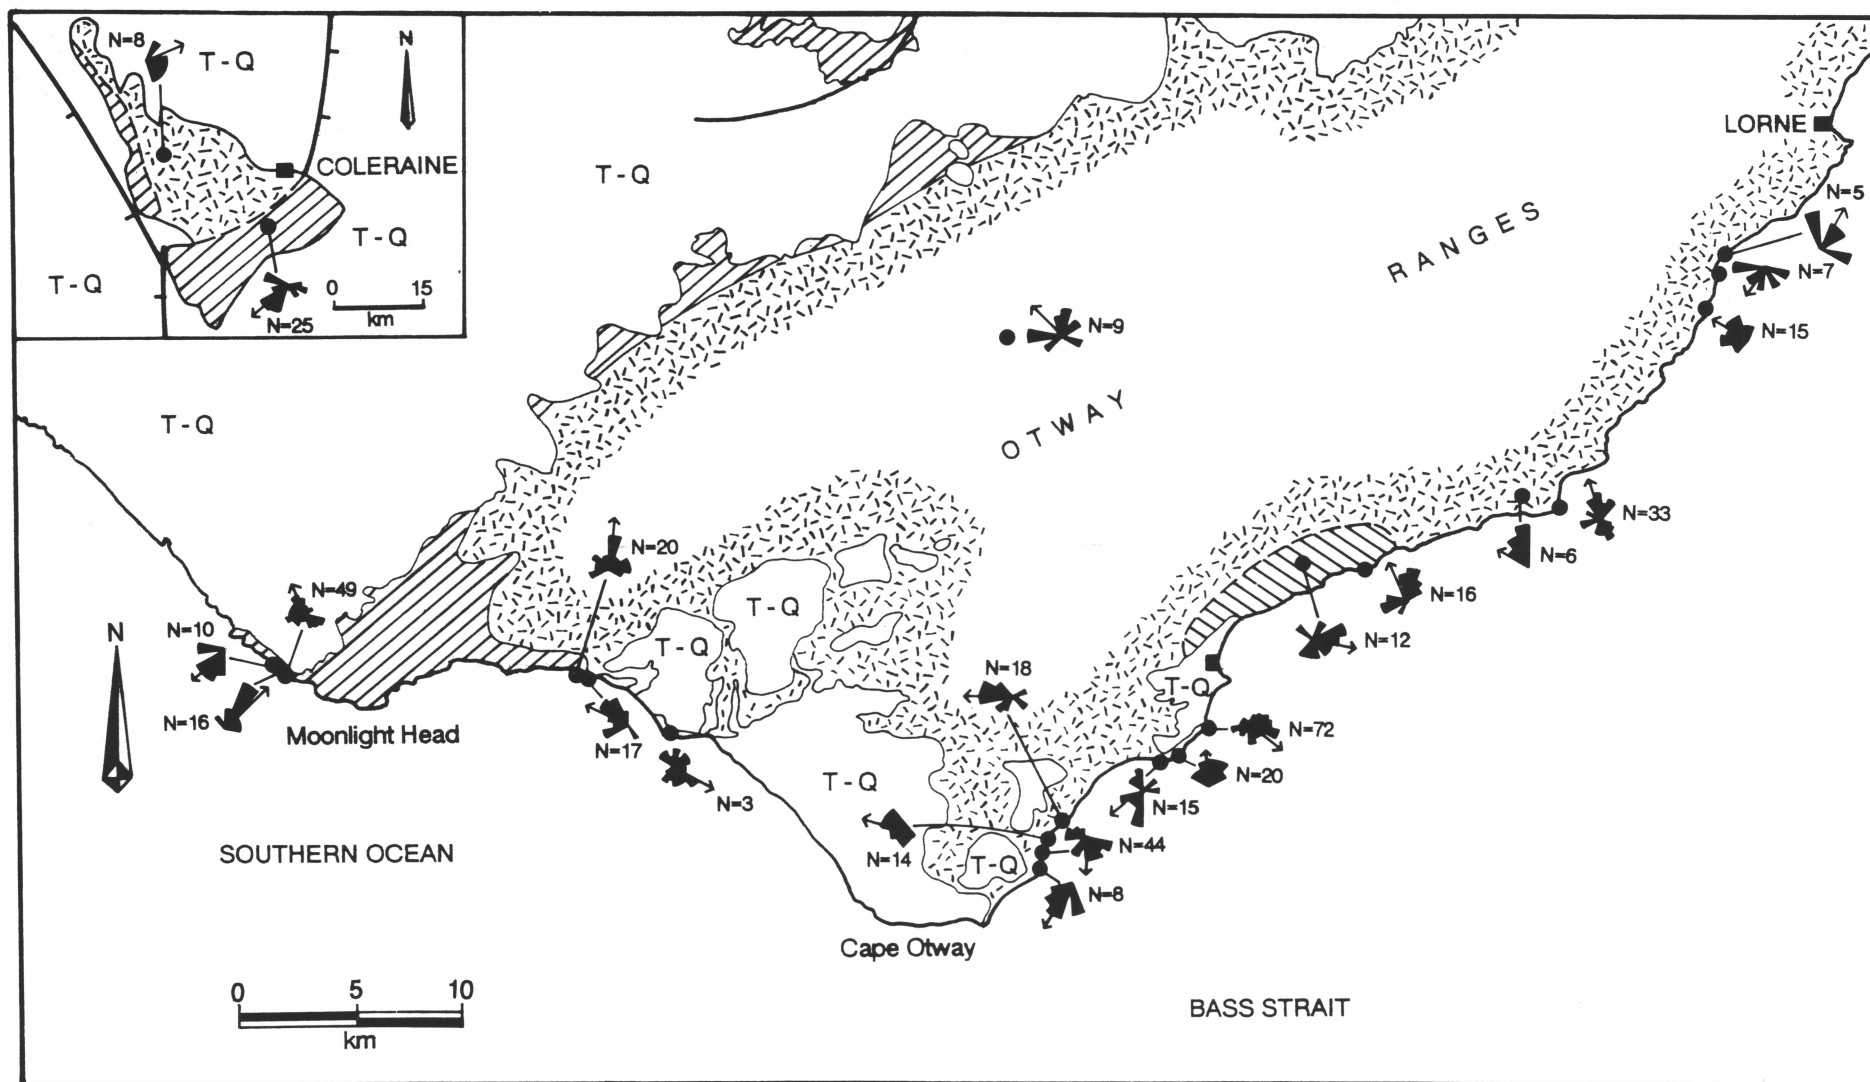 N=8
T-Q
N
COLERAINE
T-Q
T-Q
0 15
km
N=25
T-Q
T-Q
LORNE
N=5
N=7
N=15
RANGES
N=9
OTWAY
N=33
N=6
N=20
N=49
N=10
N
N=16
Moonlight Head
T-Q
T-Q
N=17
N=3
N=16
N=12
N=18
T-Q
N=72
N=20
N=15
T-Q
N=14
T-Q
N=44
N=8
SOUTHERN OCEAN
Cape Otway
0 5 10
km
BASS STRAIT